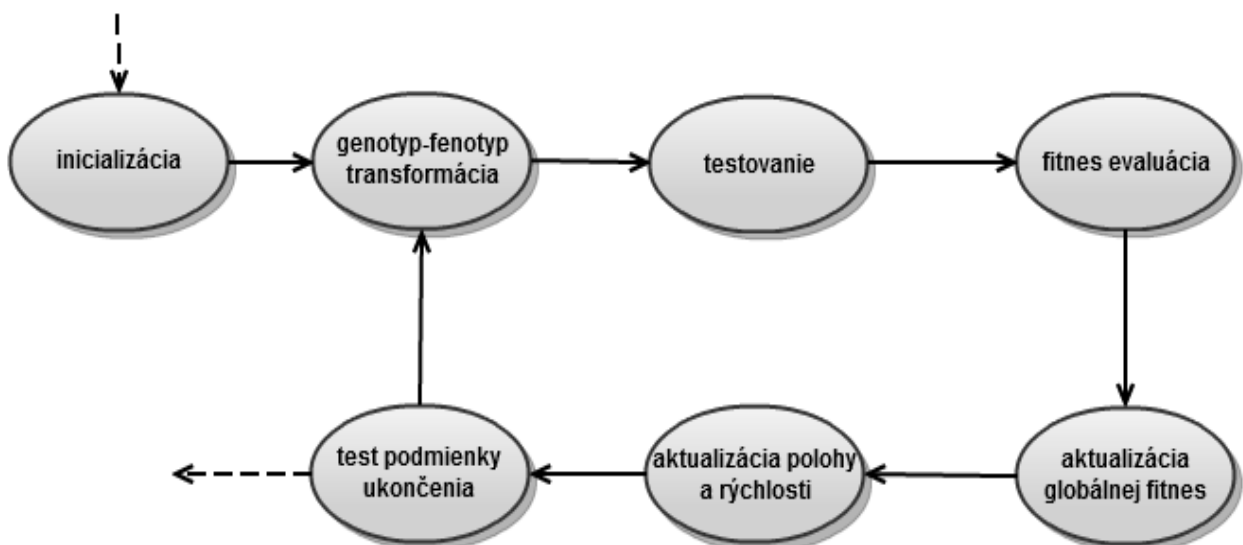 inicializácia
genotyp-fenotyp
transformácia
testovanie
fitnes evaluácia
test podmienky
ukončenia
aktualizácia polohy
a rýchlosti
aktualizácia
globálnej fitnes